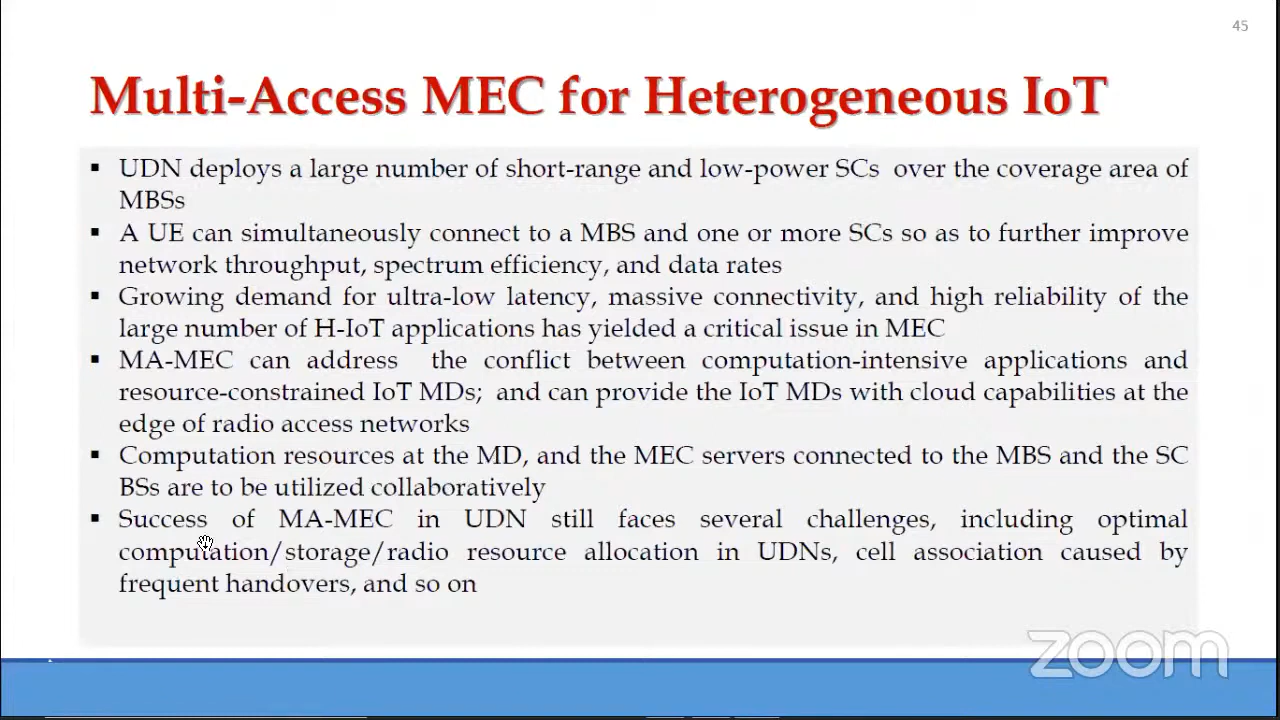 45
Multi-Access MEC for Heterogeneous IoT
▪ UDN deploys a large number of short-range and low-power SCs over the coverage area of
MBSs
▪ A UE can simultaneously connect to a MBS and one or more SCs so as to further improve
network throughput, spectrum efficiency, and data rates
▪ Growing demand for ultra-low latency, massive connectivity, and high reliability of the
large number of H-IoT applications has yielded a critical issue in MEC
▪ MA-MEC can address the conflict between computation-intensive applications and
resource-constrained IoT MDs; and can provide the IoT MDs with cloud capabilities at the
edge of radio access networks
▪ Computation resources at the MD, and the MEC servers connected to the MBS and the SC
BSs are to be utilized collaboratively
▪ Success of MA-MEC in UDN still faces several challenges, including optimal
computation/storage/radio resource allocation in UDNs, cell association caused by
frequent handovers, and so on
zoom